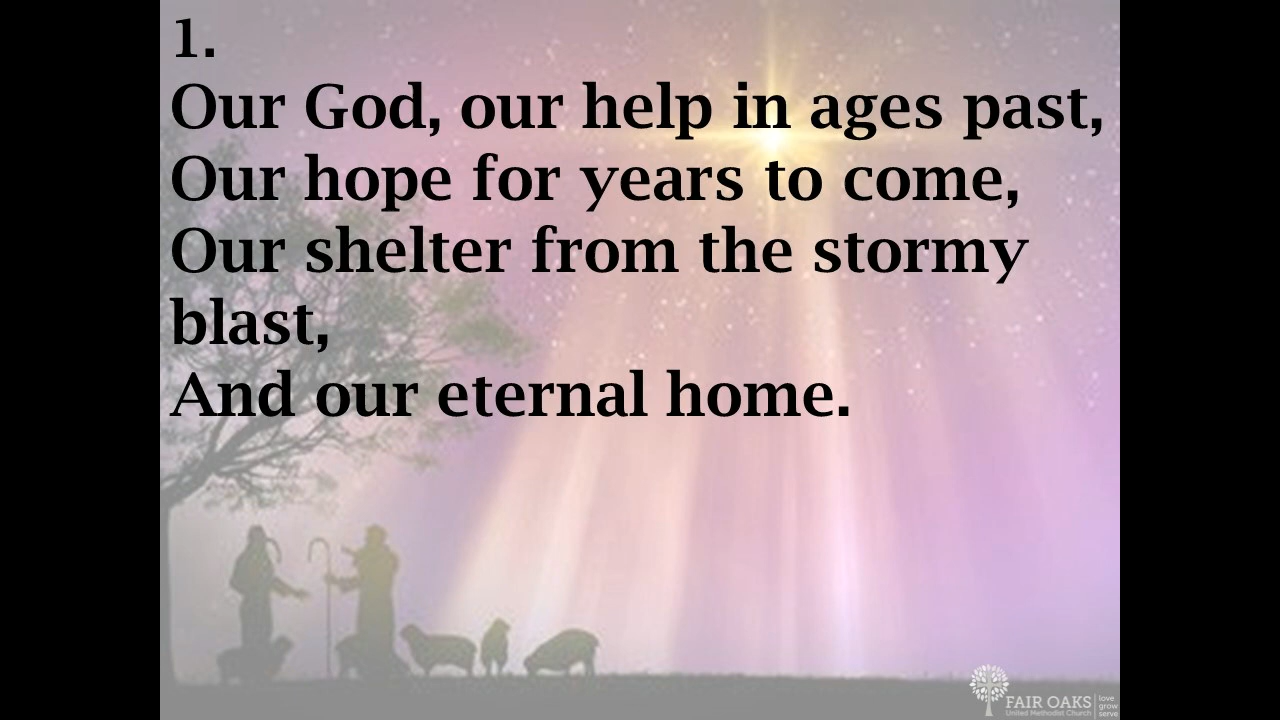 1.
Our God, our help in ages past,
Our hope for years to come,
Our shelter from the stormy
blast,
And our eternal home.
FAIR OAKS
United Methodist Church
love
grow
serve